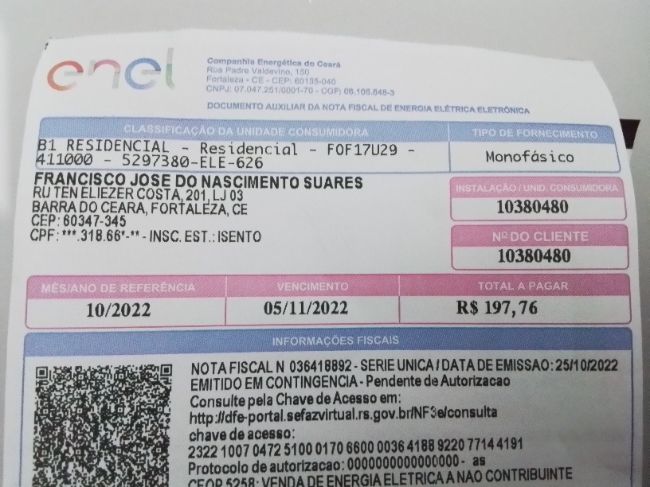 enel
Companhia Energética do Ceará
Rua Padre Valdevino, 150
Fortaleza - CE - CEP: 60135-040
CNPJ: 07.047.251/0001-70 - CGF: 06.105.848-3
DOCUMENTO AUXILIAR DA NOTA FISCAL DE ENERGIA ELÉTRICA ELETRÔNICA
CLASSIFICAÇÃO DA UNIDADE CONSUMIDORA
TIPO DE FORNECIMENTO
B1 RESIDENCIAL - Residencial - F0F17U29 -
411000 - 5297380-ELE-626
Monofásico
FRANCISCO JOSE DO NASCIMENTO SUARES
RU TEN ELIEZER COSTA, 201, LJ 03
BARRA DO CEARA, FORTALEZA, CE
CEP: 60347-345
CPF: ***.318.66*-** - INSC. EST.: ISENTO
INSTALAÇÃO / UNID. CONSUMIDORA
10380480
Nº DO CLIENTE
10380480
MÊS/ANO DE REFERÊNCIA
VENCIMENTO
TOTAL A PAGAR
10/2022
05/11/2022
R$ 197,76
INFORMAÇÕES FISCAIS
NOTA FISCAL N 036418892 - SERIE UNICA / DATA DE EMISSAO: 25/10/2022
EMITIDO EM CONTINGENCIA - Pendente de Autorizacao
Consulte pela Chave de Acesso em:
http://dfe-portal.sefazvirtual.rs.gov.br/NF3e/consulta
chave de acesso:
2322 1007 0472 5100 0170 6600 0036 4188 9220 7714 4191
Protocolo de autorizacao: 0000000000000000 - as
CFOP 5258: VENDA DE ENERGIA ELETRICA A NAO CONTRIBUINTE